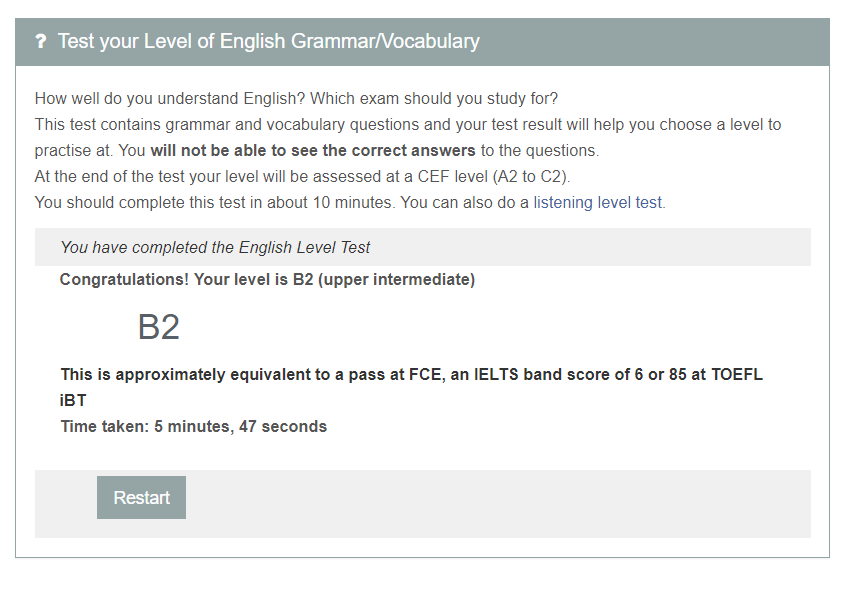 ? Test your Level of English Grammar/Vocabulary
How well do you understand English? Which exam should you study for?
This test contains grammar and vocabulary questions and your test result will help you choose a level to
practise at. You will not be able to see the correct answers to the questions.
At the end of the test your level will be assessed at a CEF level (A2 to C2).
You should complete this test in about 10 minutes. You can also do a listening level test.
You have completed the English Level Test
Congratulations! Your level is B2 (upper intermediate)
B2
This is approximately equivalent to a pass at FCE, an IELTS band score of 6 or 85 at TOEFL
iBT
Time taken: 5 minutes, 47 seconds
Restart